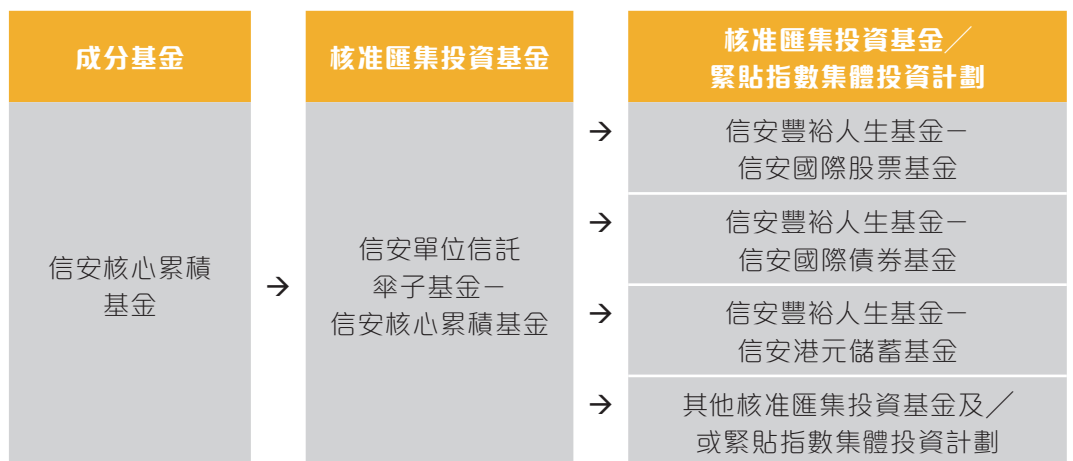 成分基金
核准匯集投資基金
核准匯集投資基金／
緊貼指數集體投資計劃
信安核心累積
基金
→
信安單位信託
傘子基金－
信安核心累積基金
→
信安豐裕人生基金－
信安國際股票基金
→
信安豐裕人生基金－
信安國際債券基金
→
信安豐裕人生基金－
信安港元儲蓄基金
→
其他核准匯集投資基金及／
或緊貼指數集體投資計劃